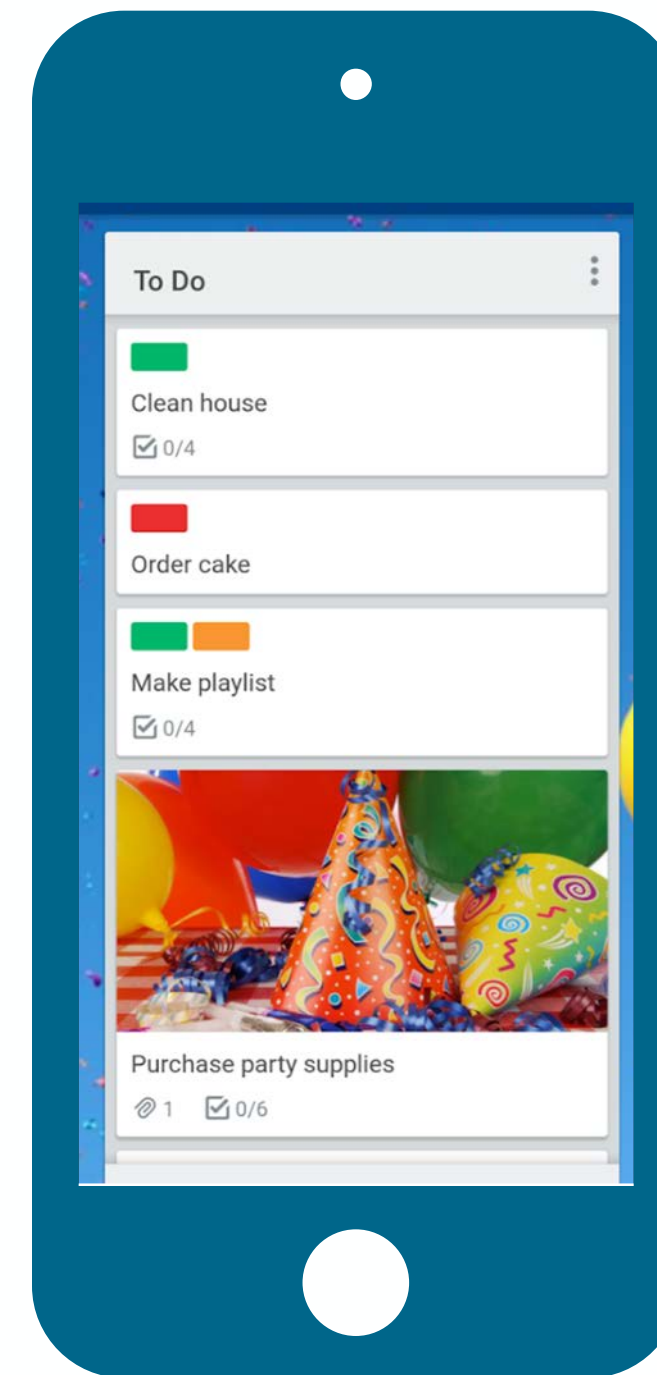 To Do
Clean house
0/4
Order cake
Make playlist
0/4
Purchase party supplies
1 0/6